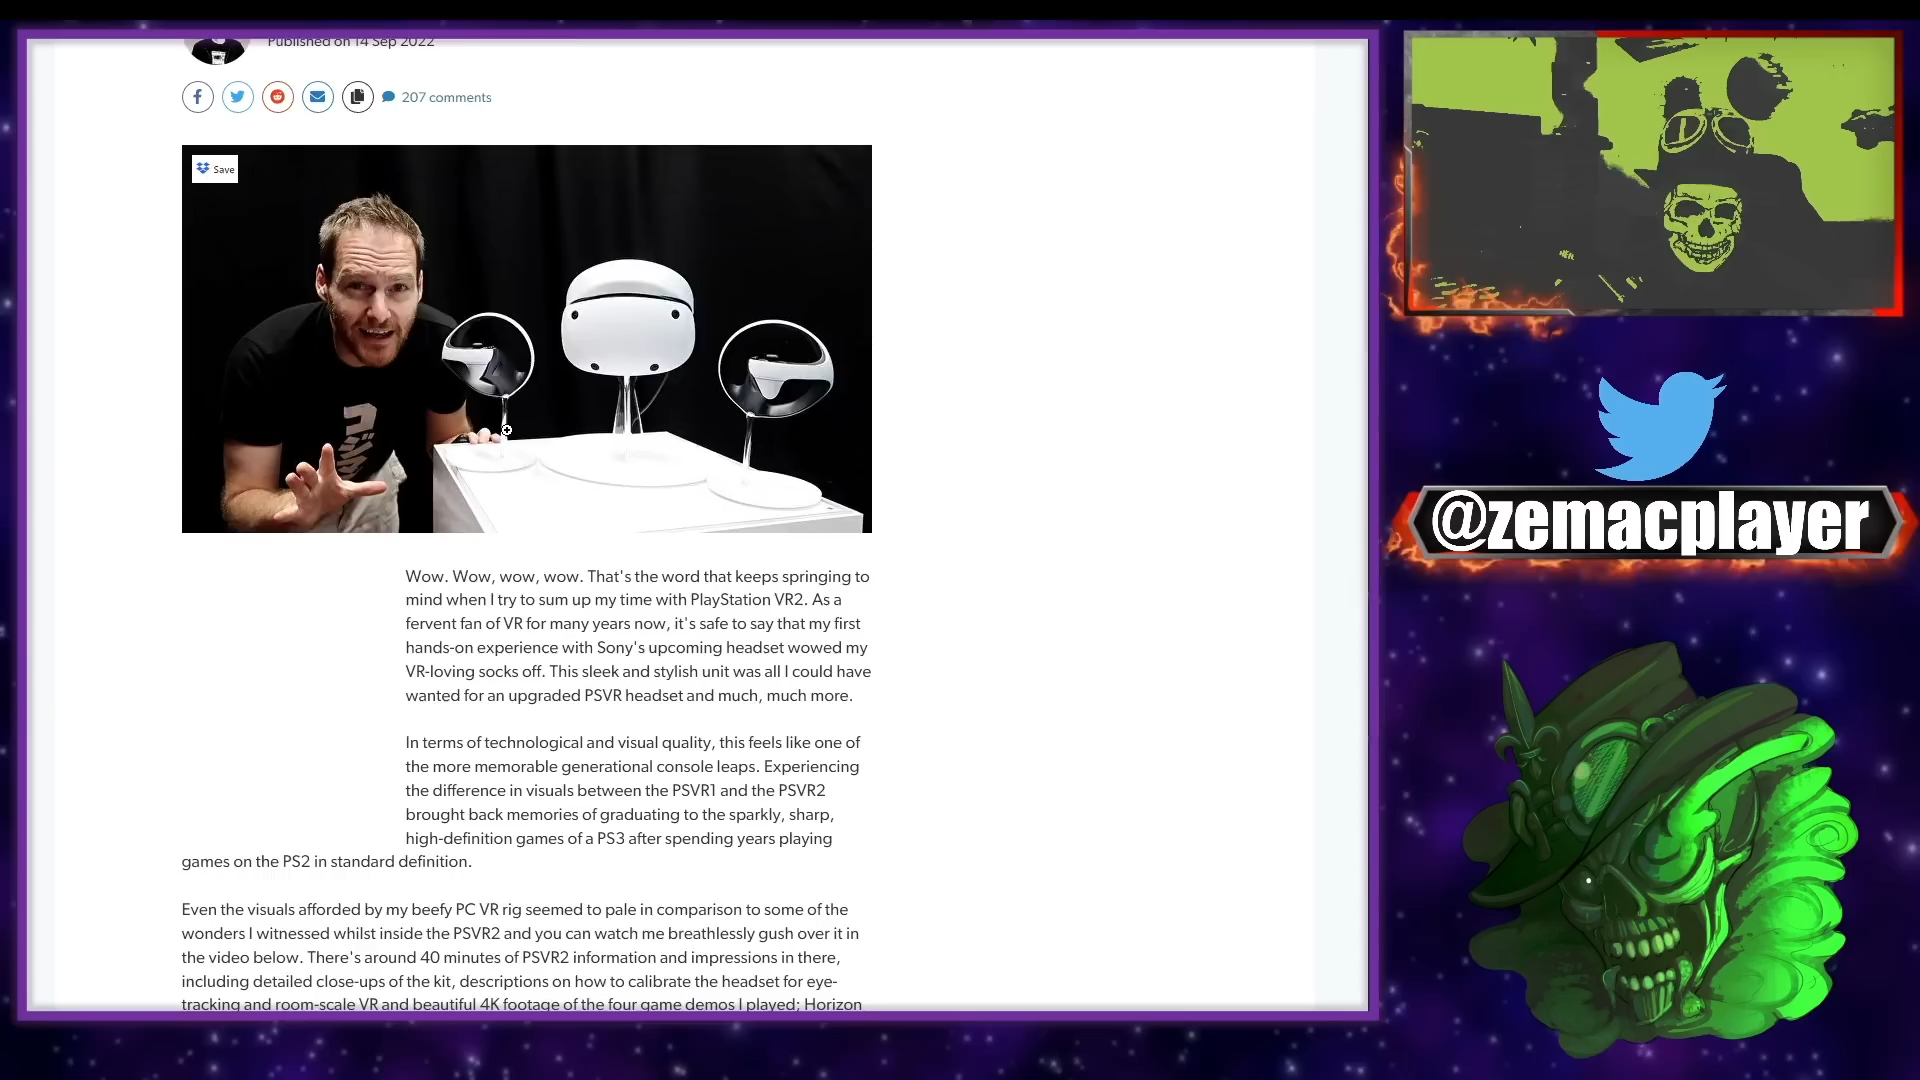 Published on 14 Sep 2022
207 comments
Save
Wow. Wow, wow, wow. That's the word that keeps springing to
mind when I try to sum up my time with PlayStation VR2. As a
fervent fan of VR for many years now, it's safe to say that my first
hands-on experience with Sony's upcoming headset wowed my
VR-loving socks off. This sleek and stylish unit was all I could have
wanted for an upgraded PSVR headset and much, much more.
In terms of technological and visual quality, this feels like one of
the more memorable generational console leaps. Experiencing
the difference in visuals between the PSVR1 and the PSVR2
brought back memories of graduating to the sparkly, sharp,
high-definition games of a PS3 after spending years playing
games on the PS2 in standard definition.
Even the visuals afforded by my beefy PC VR rig seemed to pale in comparison to some of the
wonders I witnessed whilst inside the PSVR2 and you can watch me breathlessly gush over it in
the video below. There's around 40 minutes of PSVR2 information and impressions in there,
including detailed close-ups of the kit, descriptions on how to calibrate the headset for eye-
tracking and room-scale VR and beautiful 4K footage of the four game demos I played; Horizon
@zemacplayer